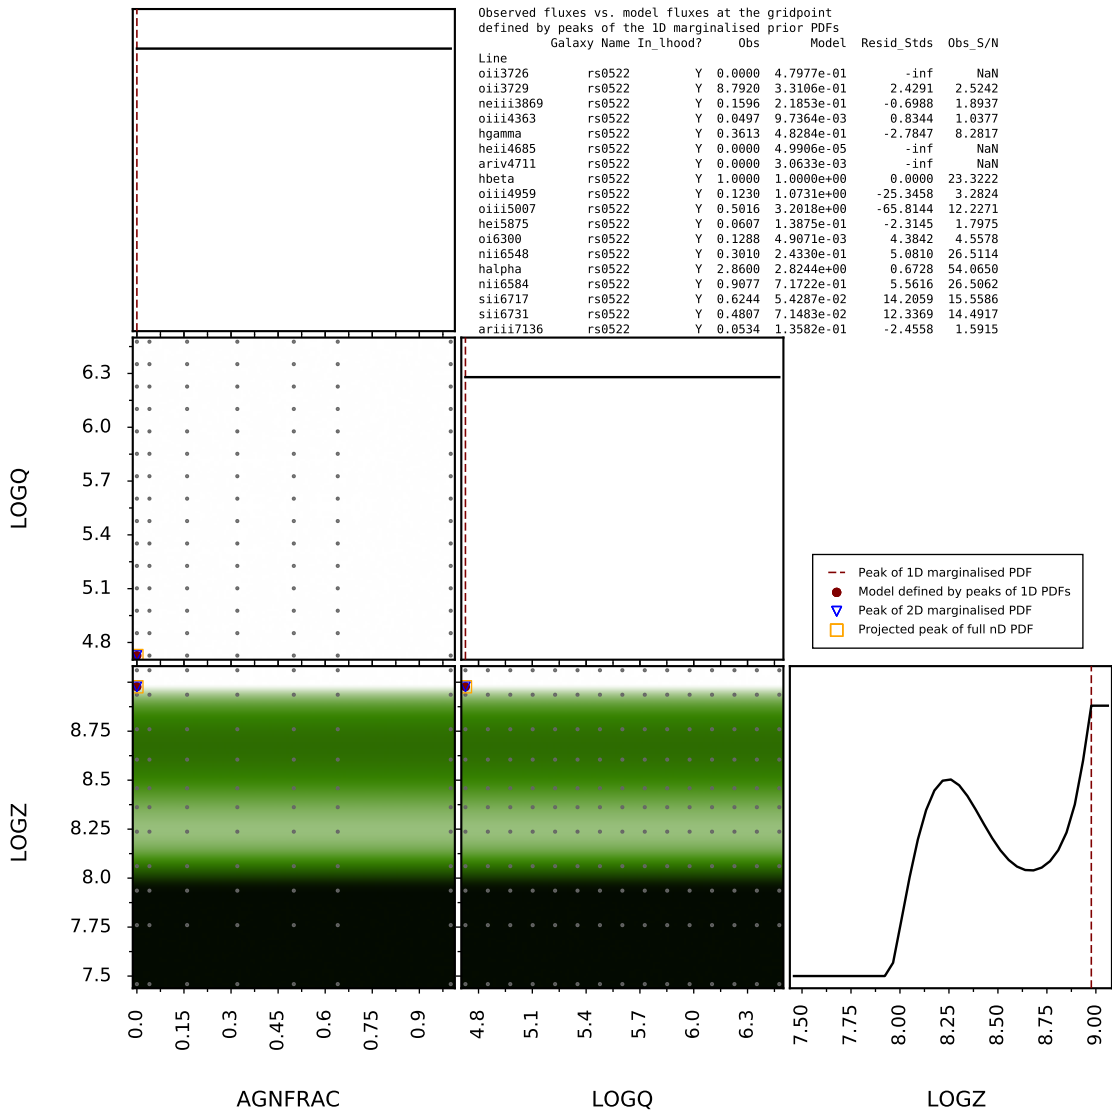 Observed fluxes vs. model fluxes at the gridpoint
defined by peaks of the 1D marginalised prior PDFs
Galaxy Name In_lhood? Obs Model Resid_Stds Obs_S/N
Line
oii3726 rs0522 Y 0.0000 4.7977e-01 -inf NaN
oii3729 rs0522 Y 8.7920 3.3106e-01 2.4291 2.5242
neiii3869 rs0522 Y 0.1596 2.1853e-01 -0.6988 1.8937
oiii4363 rs0522 Y 0.0497 9.7364e-03 0.8344 1.0377
hgamma rs0522 Y 0.3613 4.8284e-01 -2.7847 8.2817
heii4685 rs0522 Y 0.0000 4.9906e-05 -inf NaN
ariv4711 rs0522 Y 0.0000 3.0633e-03 -inf NaN
hbeta rs0522 Y 1.0000 1.0000e+00 0.0000 23.3222
oiii4959 rs0522 Y 0.1230 1.0731e+00 -25.3458 3.2824
oiii5007 rs0522 Y 0.5016 3.2018e+00 -65.8144 12.2271
hei5875 rs0522 Y 0.0607 1.3875e-01 -2.3145 1.7975
oi6300 rs0522 Y 0.1288 4.9071e-03 4.3842 4.5578
nii6548 rs0522 Y 0.3010 2.4330e-01 5.0810 26.5114
halpha rs0522 Y 2.8600 2.8244e+00 0.6728 54.0650
nii6584 rs0522 Y 0.9077 7.1722e-01 5.5616 26.5062
sii6717 rs0522 Y 0.6244 5.4287e-02 14.2059 15.5586
sii6731 rs0522 Y 0.4807 7.1483e-02 12.3369 14.4917
ariii7136 rs0522 Y 0.0534 1.3582e-01 -2.4558 1.5915
LOGQ
6.3
6.0
5.7
5.4
5.1
4.8
Peak of 1D marginalised PDF
Model defined by peaks of 1D PDFs
Peak of 2D marginalised PDF
Projected peak of full nD PDF
LOGZ
8.75
8.5
8.25
8.0
7.75
7.5
0.0 0.15 0.3 0.45 0.6 0.75 0.9
4.8 5.1 5.4 5.7 6.0 6.3
7.50 7.75 8.00 8.25 8.50 8.75 9.00
AGNFRAC LOGQ LOGZ